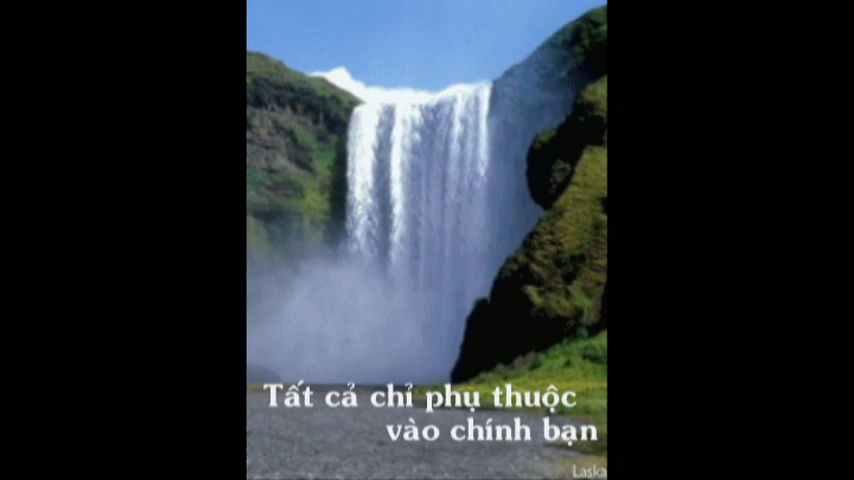 Tất cả chỉ phụ thuộc
vào chính bạn
Laska